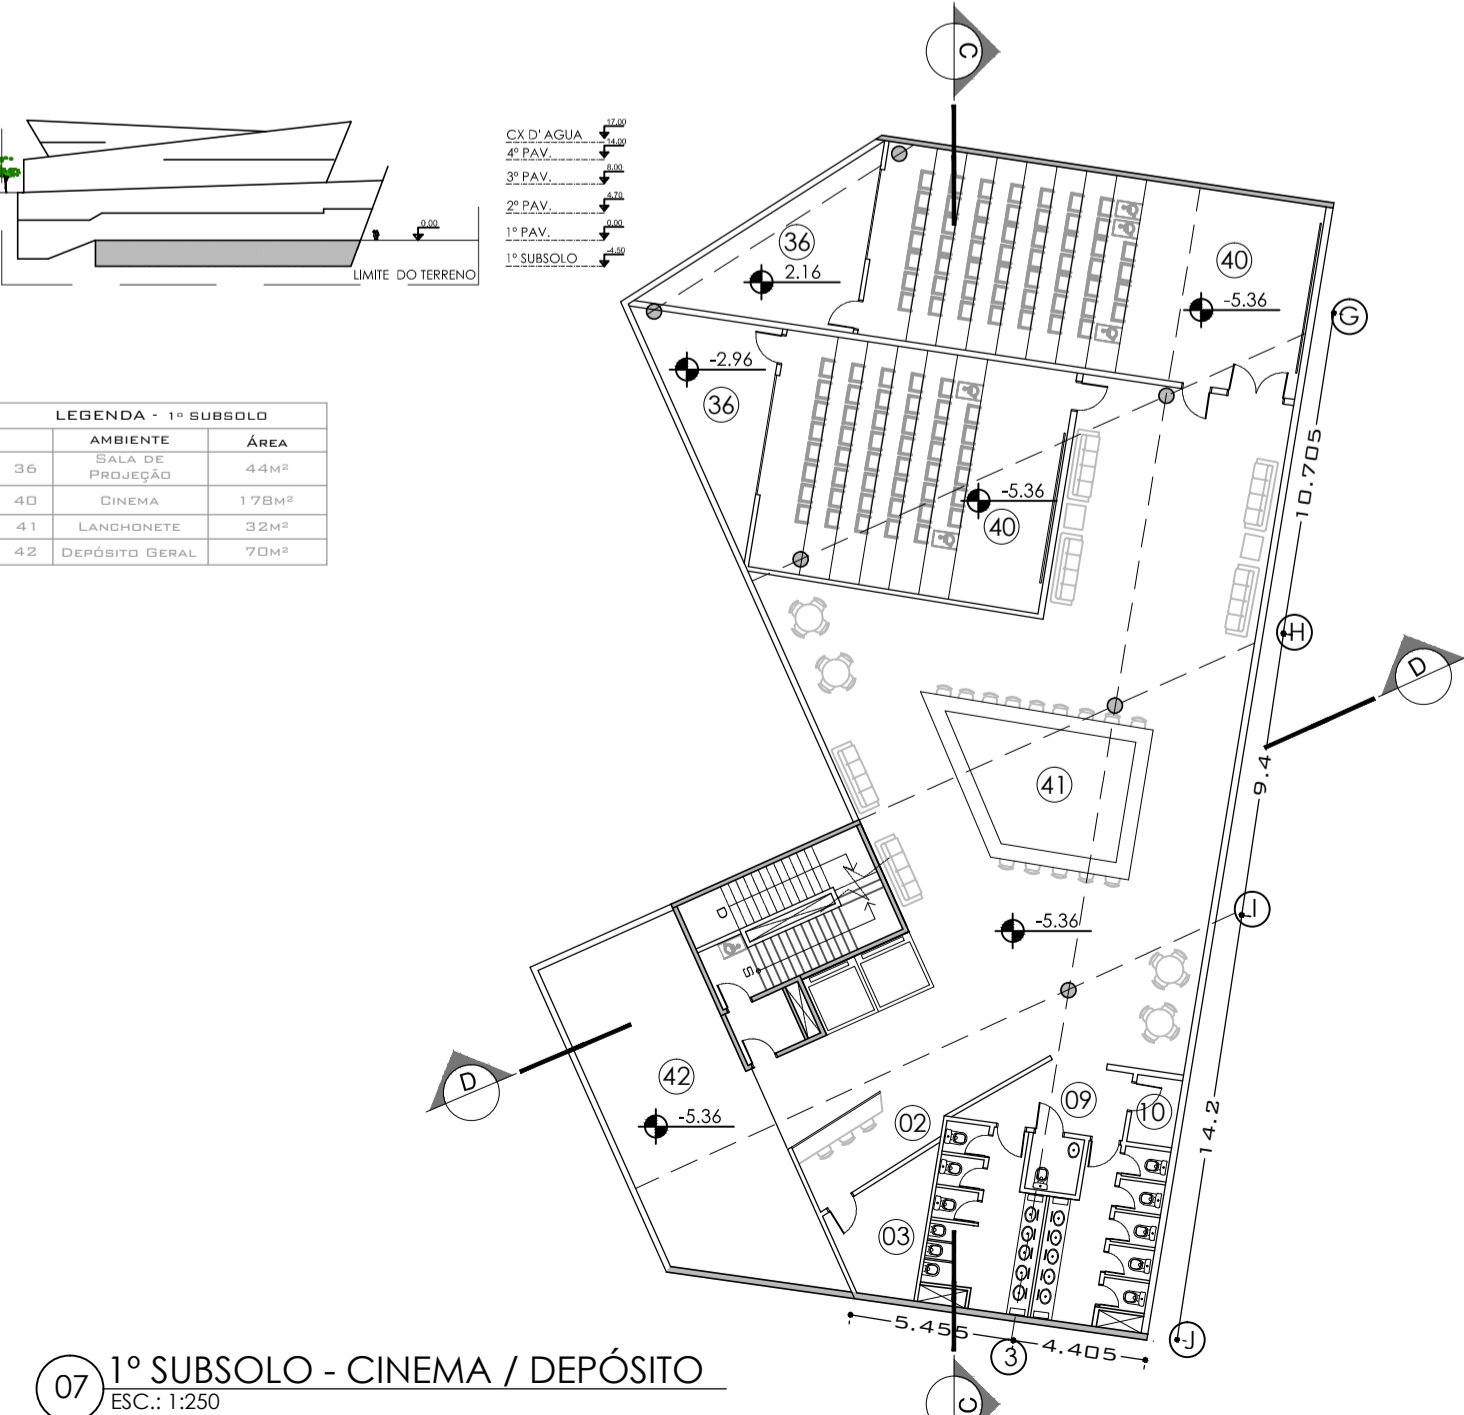 C
CX D' AGUA 17.00
4º PAV. 14.00
3º PAV. 8.00
2º PAV. 4.70
1º PAV. 0.00
1º SUBSOLO -4.50
0.00
LIMITE DO TERRENO
LEGENDA - 1º SUBSOLO
AMBIENTE ÁREA
36 SALA DE PROJEÇÃO 44M²
40 CINEMA 178M²
41 LANCHONETE 32M²
42 DEPÓSITO GERAL 70M²
36
2.16
40
-5.36
G
-2.96
36
10.705
-5.36
40
H
D
9.4
41
I
-5.36
D
S
D
42
-5.36
02
09
10
14.2
03
5.455
3
4.405
J
C
07 1º SUBSOLO - CINEMA / DEPÓSITO
ESC.: 1:250